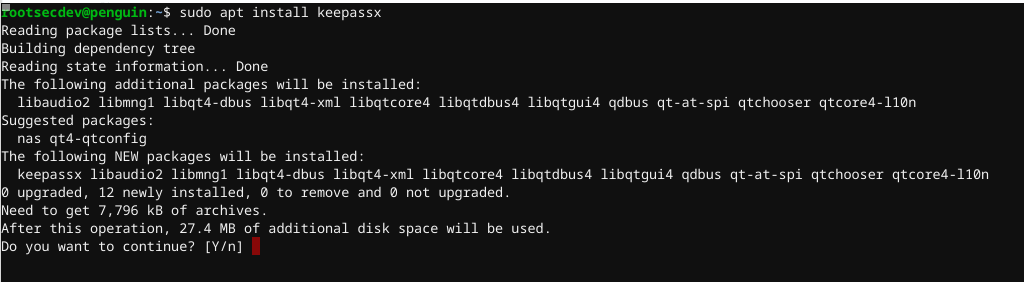 rootsecdev@penguin:~$ sudo apt install keepassx
Reading package lists... Done
Building dependency tree
Reading state information... Done
The following additional packages will be installed:
  libaudio2 libmng1 libqt4-dbus libqt4-xml libqtcore4 libqtdbus4 libqtgui4 qdbus qt-at-spi qtchooser qtcore4-l10n
Suggested packages:
  nas qt4-qtconfig
The following NEW packages will be installed:
  keepassx libaudio2 libmng1 libqt4-dbus libqt4-xml libqtcore4 libqtdbus4 libqtgui4 qdbus qt-at-spi qtchooser qtcore4-l10n
0 upgraded, 12 newly installed, 0 to remove and 0 not upgraded.
Need to get 7,796 kB of archives.
After this operation, 27.4 MB of additional disk space will be used.
Do you want to continue? [Y/n]